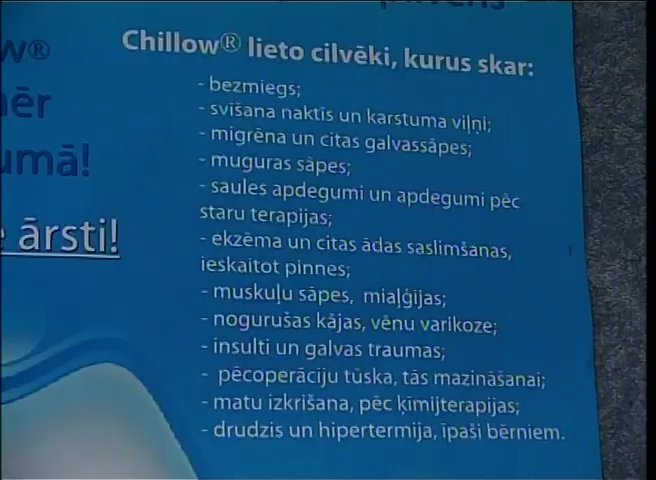 Chillow® lieto cilvēki, kurus skar:
- bezmiegs;
- svīšana naktīs un karstuma viļņi;
- migrēna un citas galvassāpes;
- muguras sāpes;
- saules apdegumi un apdegumi pēc
staru terapijas;
- ekzēma un citas ādas saslimšanas,
ieskaitot pinnes;
- muskuļu sāpes, mialģijas;
- nogurušas kājas, vēnu varikoze;
- insulti un galvas traumas;
- pēcoperāciju tūska, tās mazināšanai;
- matu izkrišana, pēc ķīmijterapijas;
- drudzis un hipertermija, īpaši bērniem.
ārsti!